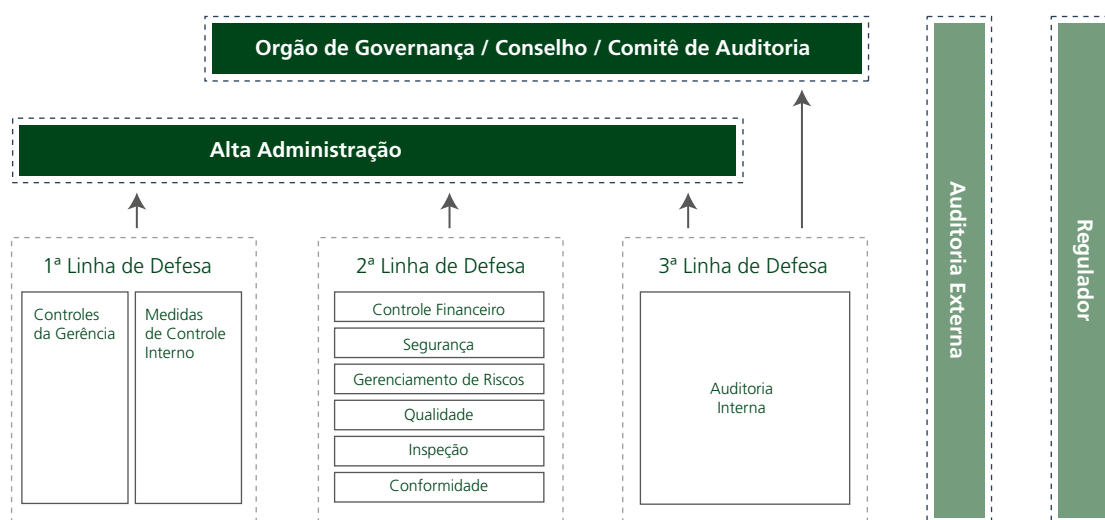 Orgão de Governança / Conselho / Comitê de Auditoria
Alta Administração
1ª Linha de Defesa
Controles
da Gerência
Medidas
de Controle
Interno
2ª Linha de Defesa
Controle Financeiro
Segurança
Gerenciamento de Riscos
Qualidade
Inspeção
Conformidade
3ª Linha de Defesa
Auditoria
Interna
Auditoria Externa
Regulador